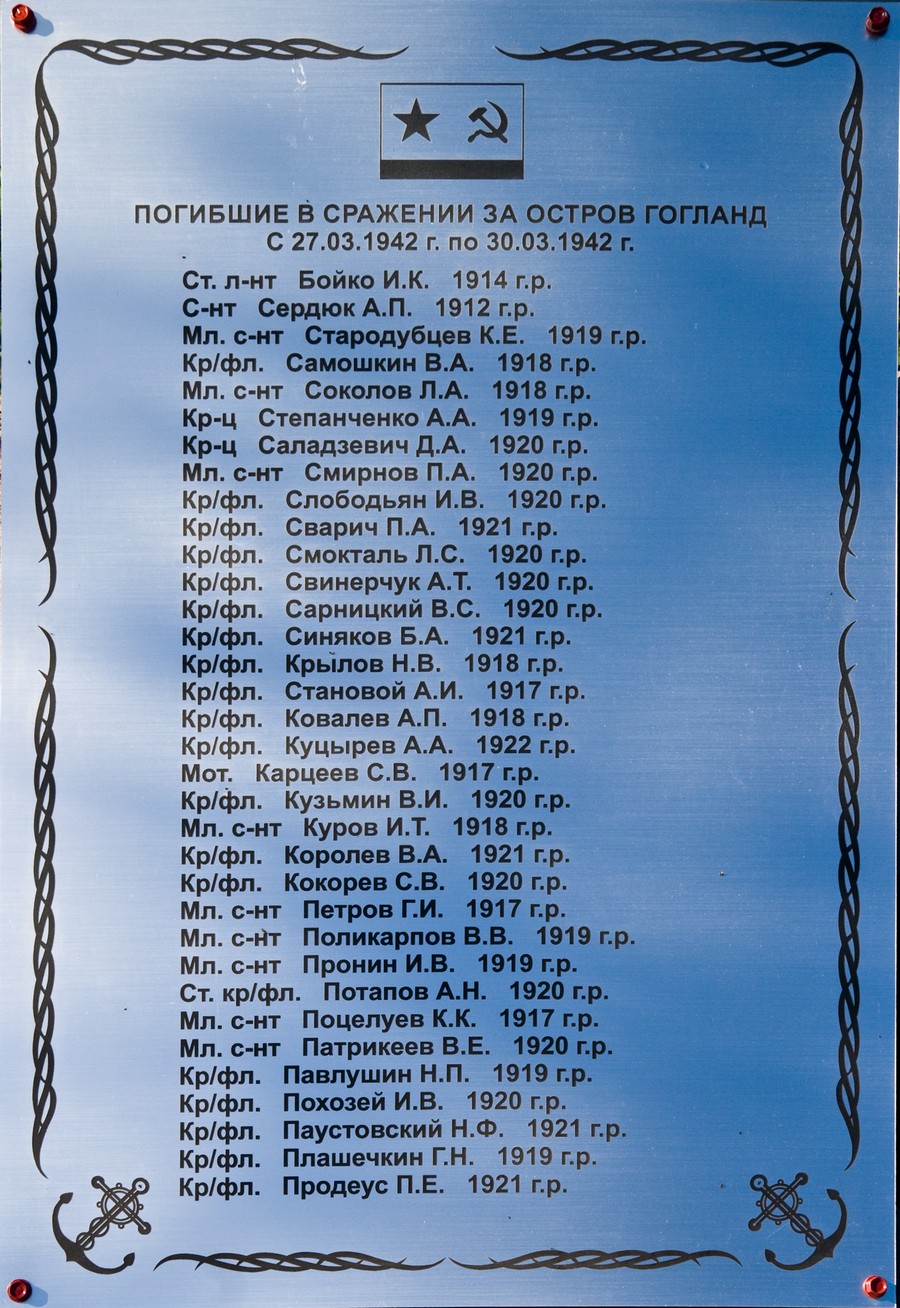 ПОГИБШИЕ В СРАЖЕНИИ ЗА ОСТРОВ ГОГЛАНД
С 27.03.1942 г. по 30.03.1942 г.
Ст. л-нт Бойко И.К. 1914 г.р.
С-нт Сердюк А.П. 1912 г.р.
Мл. с-нт Стародубцев К.Е. 1919 г.р.
Кр/фл. Самошкин В.А. 1918 г.р.
Мл. с-нт Соколов Л.А. 1918 г.р.
Кр-ц Степанченко А.А. 1919 г.р.
Кр-ц Саладзевич Д.А. 1920 г.р.
Мл. с-нт Смирнов П.А. 1920 г.р.
Кр/фл. Слободьян И.В. 1920 г.р.
Кр/фл. Сварич П.А. 1921 г.р.
Кр/фл. Смокталь Л.С. 1920 г.р.
Кр/фл. Свинерчук А.Т. 1920 г.р.
Кр/фл. Сарницкий В.С. 1920 г.р.
Кр/фл. Синяков Б.А. 1921 г.р.
Кр/фл. Крылов Н.В. 1918 г.р.
Кр/фл. Становой А.И. 1917 г.р.
Кр/фл. Ковалев А.П. 1918 г.р.
Кр/фл. Куцырев А.А. 1922 г.р.
Мот. Карцеев С.В. 1917 г.р.
Кр/фл. Кузьмин В.И. 1920 г.р.
Мл. с-нт Куров И.Т. 1918 г.р.
Кр/фл. Королев В.А. 1921 г.р.
Кр/фл. Кокорев С.В. 1920 г.р.
Мл. с-нт Петров Г.И. 1917 г.р.
Мл. с-нт Поликарпов В.В. 1919 г.р.
Мл. с-нт Пронин И.В. 1919 г.р.
Ст. кр/фл. Потапов А.Н. 1920 г.р.
Мл. с-нт Поцелуев К.К. 1917 г.р.
Мл. с-нт Патрикеев В.Е. 1920 г.р.
Кр/фл. Павлушин Н.П. 1919 г.р.
Кр/фл. Похозей И.В. 1920 г.р.
Кр/фл. Паустовский Н.Ф. 1921 г.р.
Кр/фл. Плашечкин Г.Н. 1919 г.р.
Кр/фл. Продеус П.Е. 1921 г.р.